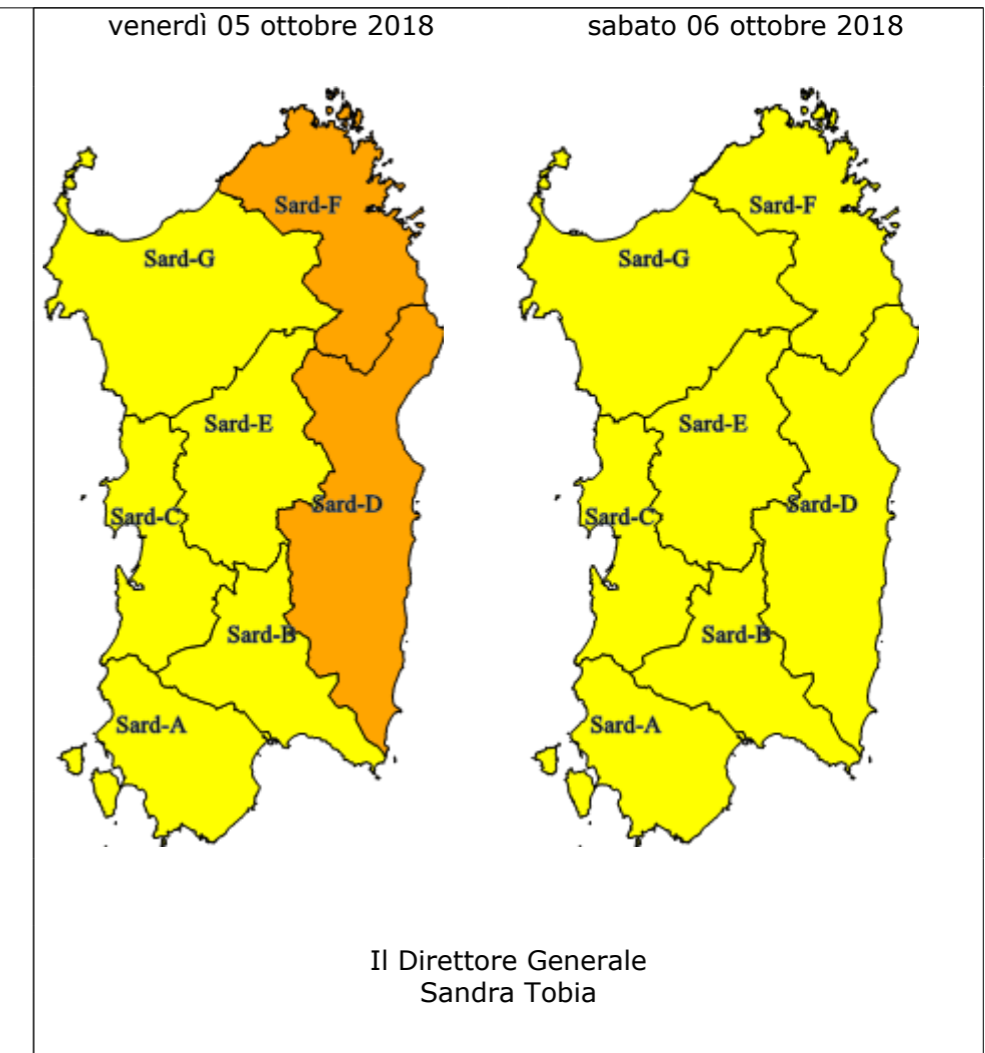 venerdì 05 ottobre 2018
sabato 06 ottobre 2018
Sard-F
Sard-G
Sard-E
Sard-D
Sard-C
Sard-B
Sard-A
Sard-F
Sard-G
Sard-E
Sard-D
Sard-C
Sard-B
Sard-A
Il Direttore Generale
Sandra Tobia